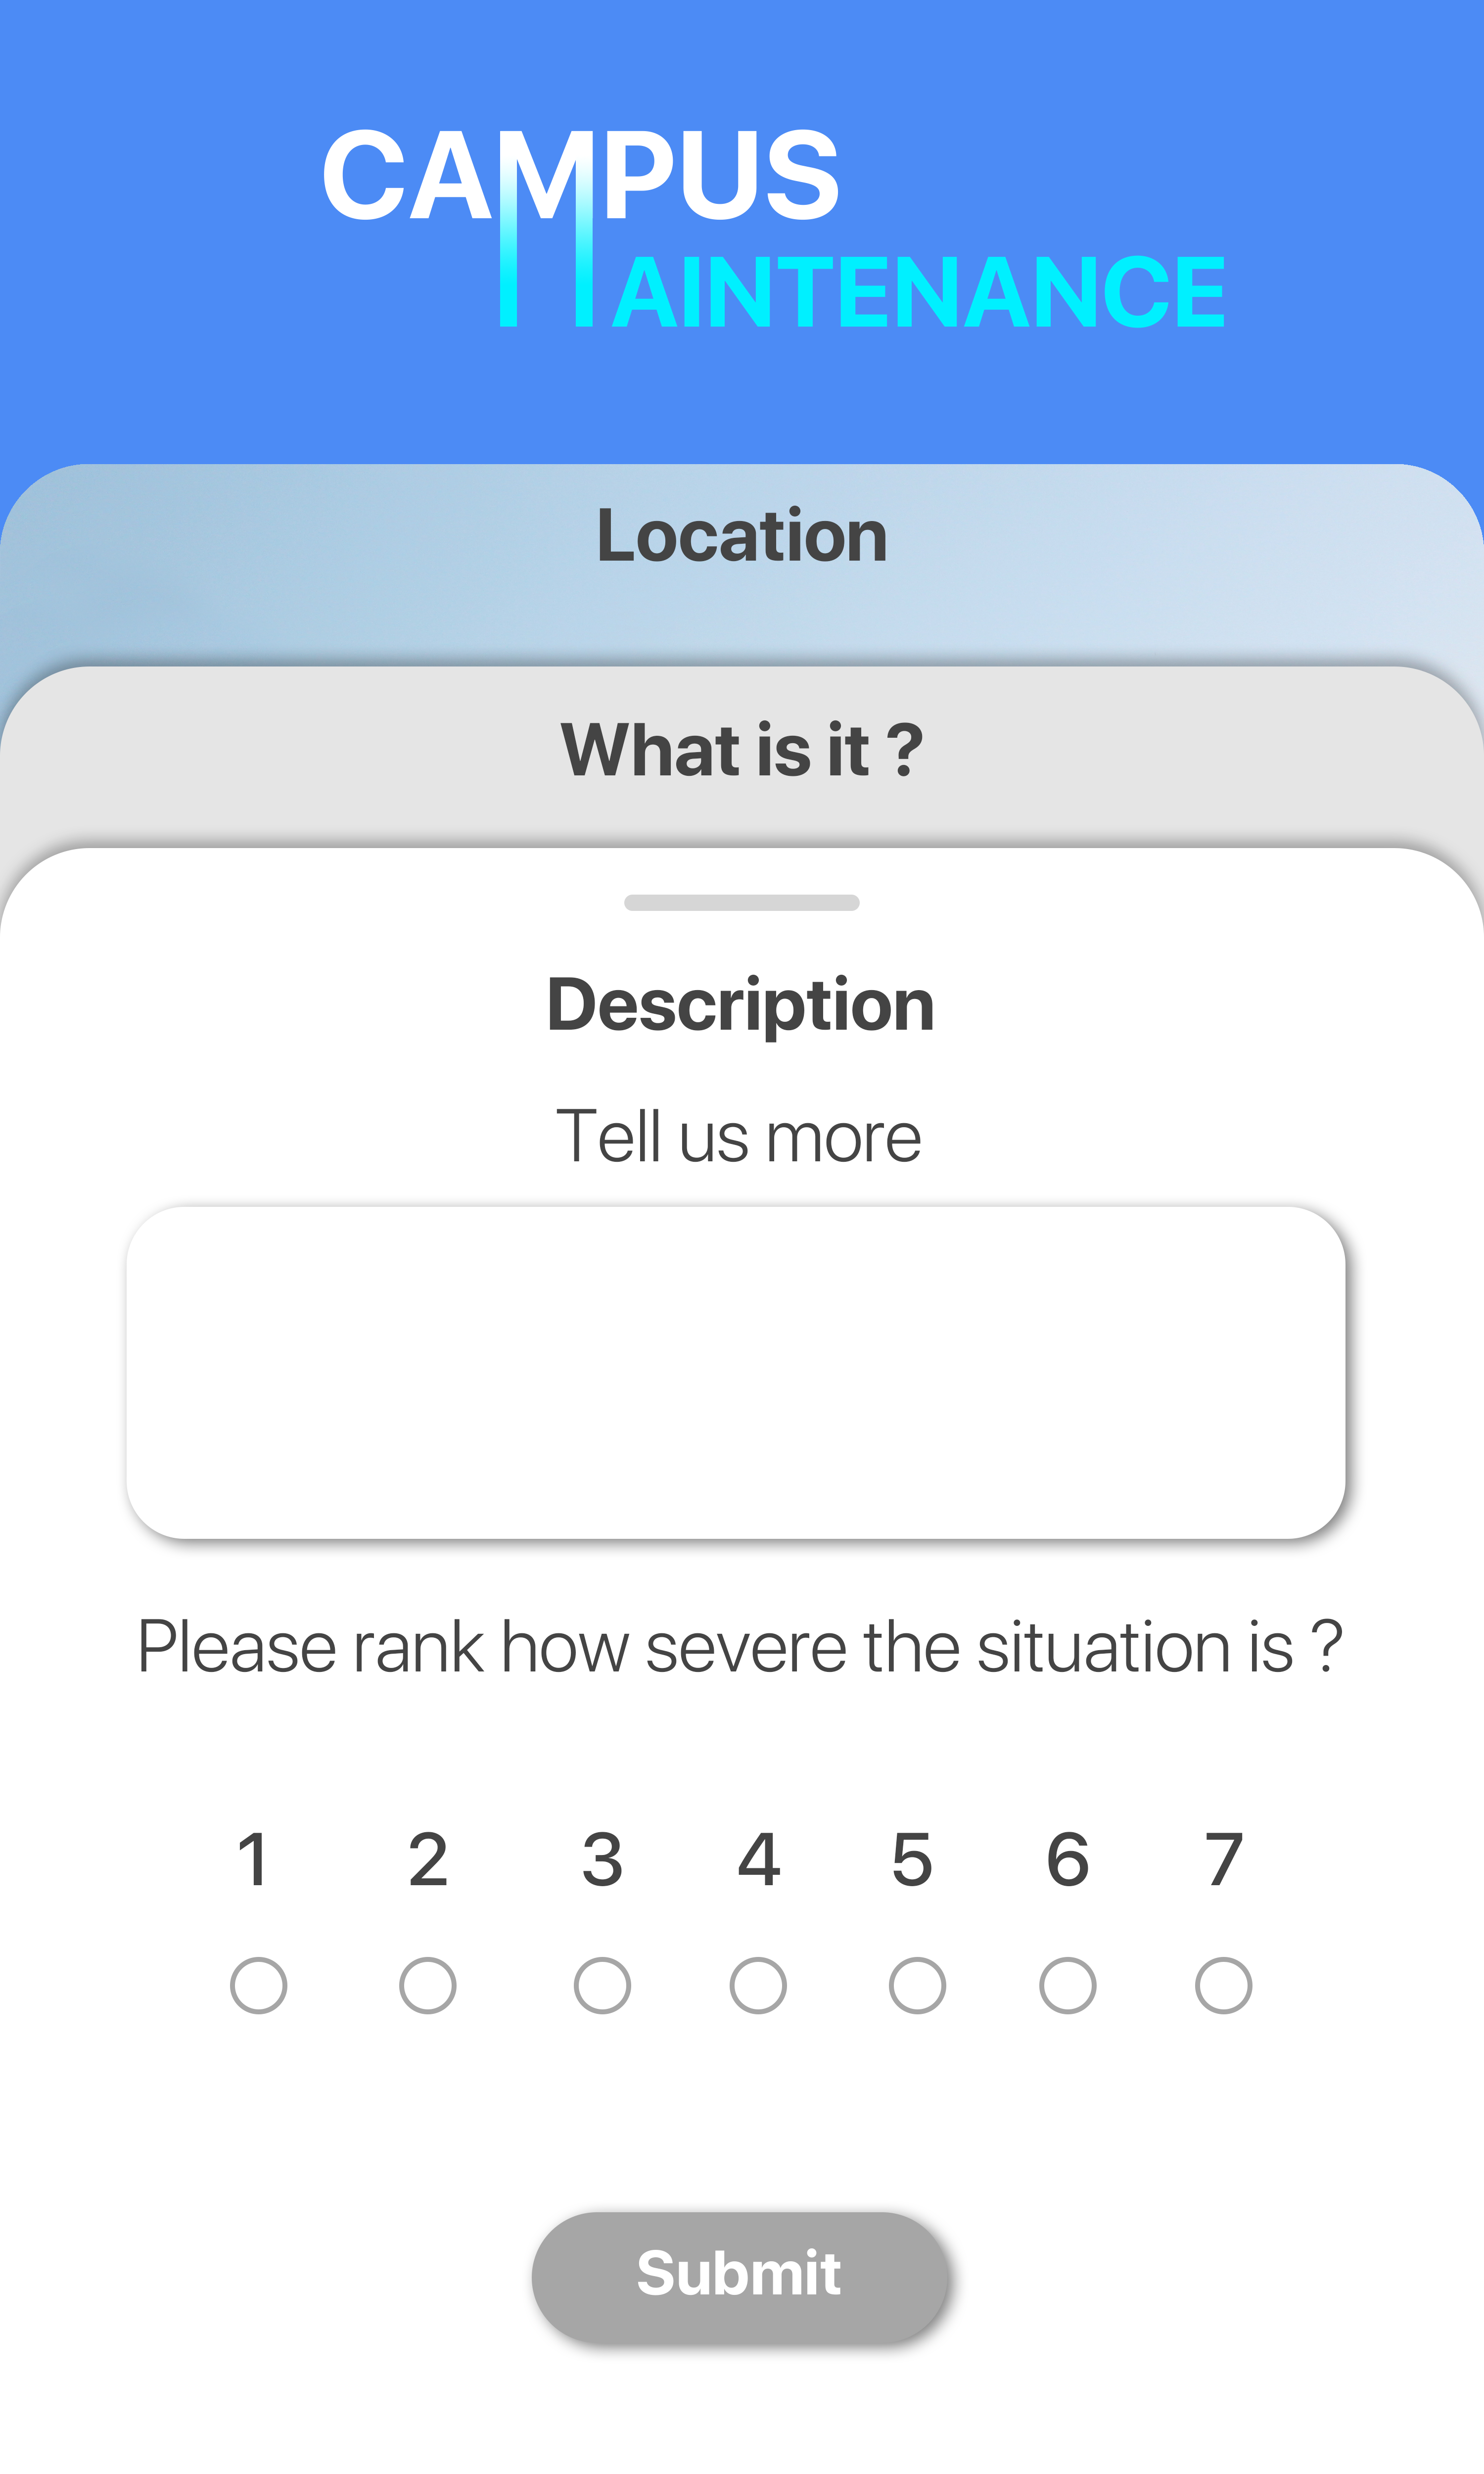 CAMPUS
MAINTENANCE
Location
What is it ?
Description
Tell us more
Please rank how severe the situation is ?
1 2 3 4 5 6 7
Submit